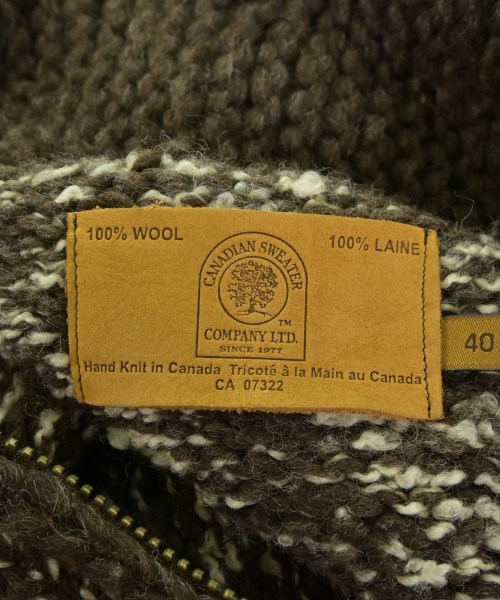 100% WOOL
100% LAINE
CANADIAN SWEATER
COMPANY LTD.
TM
SINCE 1977
Hand Knit in Canada Tricoté à la Main au Canada
CA 07322
40